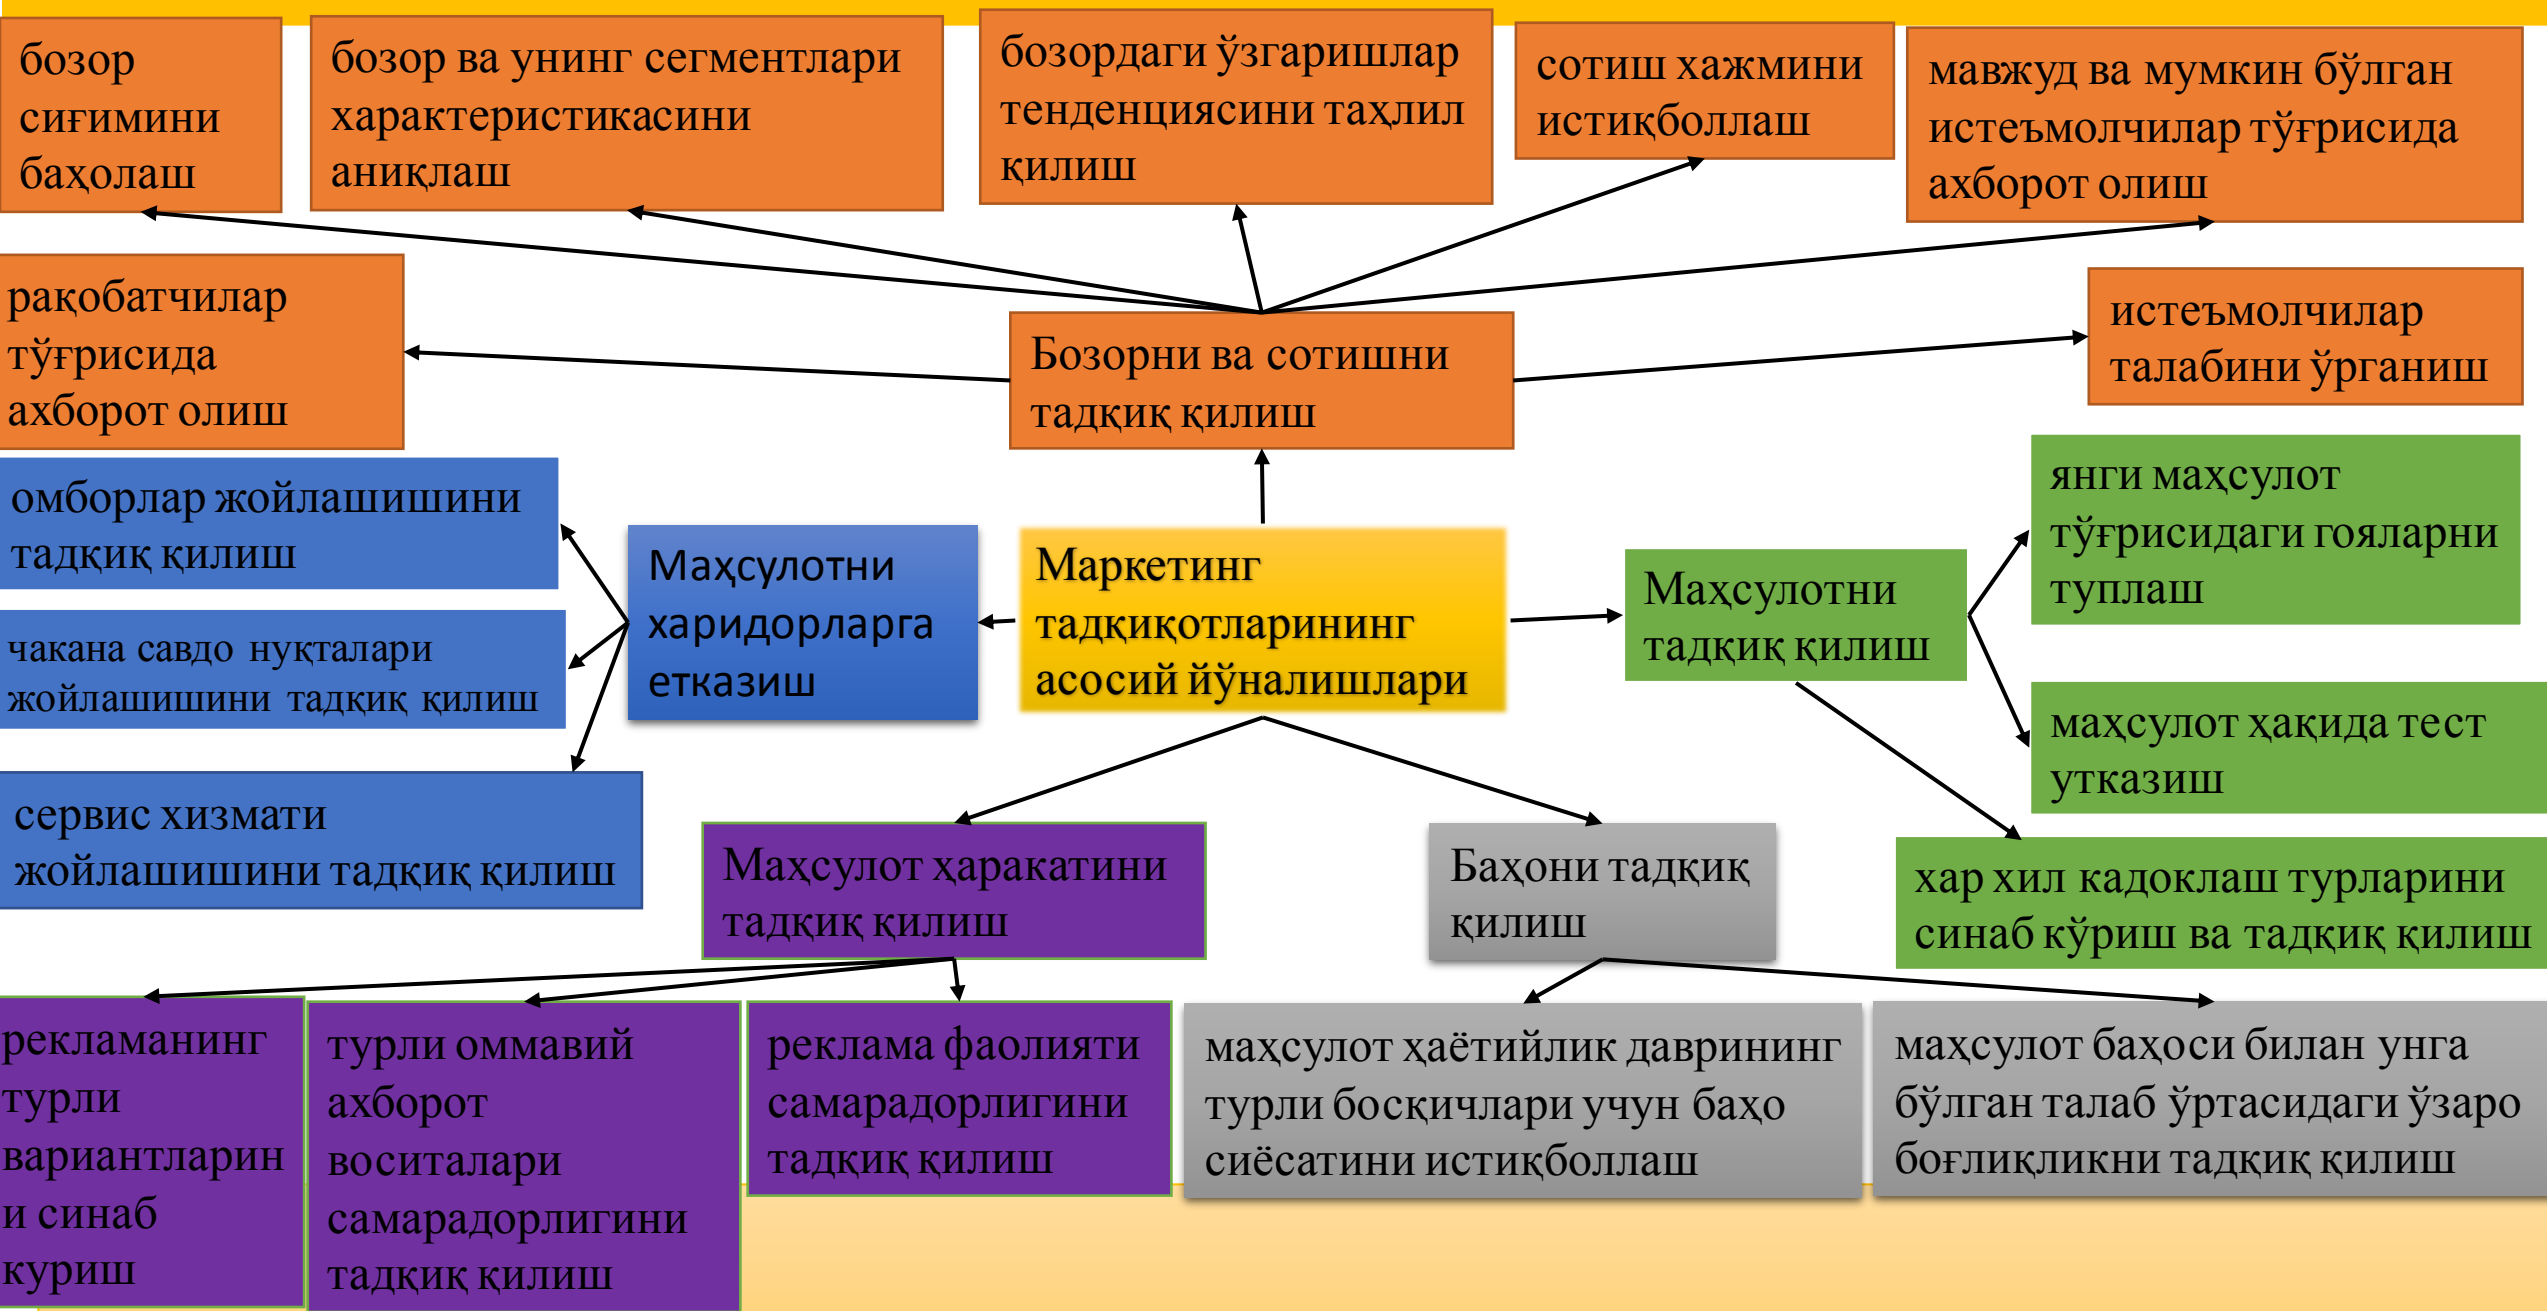 бозор
сиғимини
баҳолаш
бозор ва унинг сегментлари
характеристикасини
аниқлаш
бозордаги ўзгаришлар
тенденциясини таҳлил
қилиш
сотиш хажмини
истиқболлаш
мавжуд ва мумкин бўлган
истеъмолчилар тўғрисида
ахборот олиш
рақобатчилар
тўғрисида
ахборот олиш
Бозорни ва сотишни
тадқиқ қилиш
истеъмолчилар
талабини ўрганиш
омборлар жойлашишини
тадқиқ қилиш
чакана савдо нуқталари
жойлашишини тадқиқ қилиш
сервис хизмати
жойлашишини тадқиқ қилиш
Маҳсулотни
харидорларга
етказиш
Маркетинг
тадқиқотларининг
асосий йўналишлари
Маҳсулотни
тадқиқ қилиш
янги маҳсулот
тўғрисидаги гояларни
туплаш
маҳсулот ҳақида тест
утказиш
хар хил кадоклаш турларини
синаб кўриш ва тадқиқ қилиш
Маҳсулот ҳаракатини
тадқиқ қилиш
Баҳони тадқиқ
қилиш
рекламанинг
турли
вариантларин
и синаб
куриш
турли оммавий
ахборот
воситалари
самарадорлигини
тадқиқ қилиш
реклама фаолияти
самарадорлигини
тадқиқ қилиш
маҳсулот ҳаётийлик даврининг
турли босқичлари учун баҳо
сиёсатини истиқболлаш
маҳсулот баҳоси билан унга
бўлган талаб ўртасидаги ўзаро
боғлиқликни тадқиқ қилиш